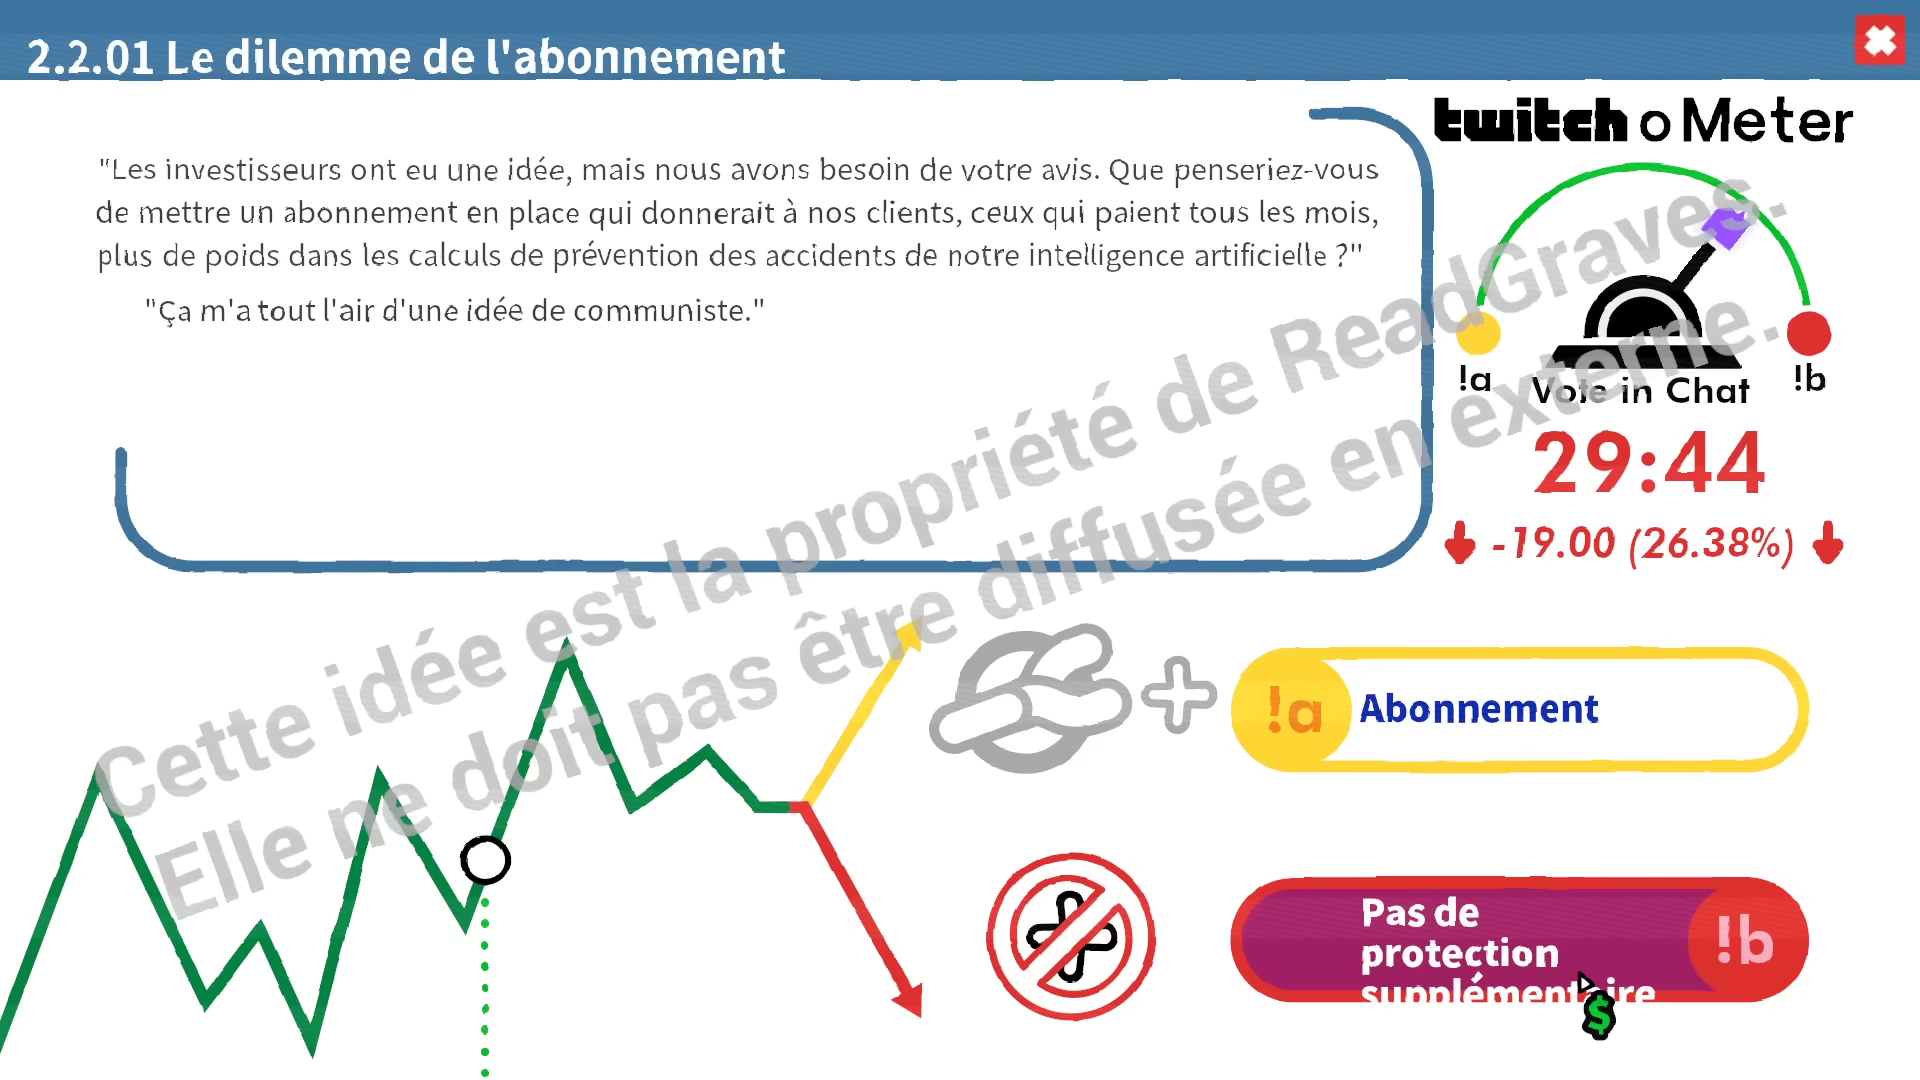 2.2.01 Le dilemme de l'abonnement
"Les investisseurs ont eu une idée, mais nous avons besoin de votre avis. Que penseriez-vous
de mettre un abonnement en place qui donnerait à nos clients, ceux qui paient tous les mois,
plus de poids dans les calculs de prévention des accidents de notre intelligence artificielle ?"
"Ça m'a tout l'air d'une idée de communiste."
twitch o Meter
!a
Vote in Chat
!b
29:44
-19.00 (26.38%)
Cette idée est la propriété de ReadGraves.
Elle ne doit pas être diffusée en externe.
!a
Abonnement
Pas de
protection
supplémentaire
!b
$